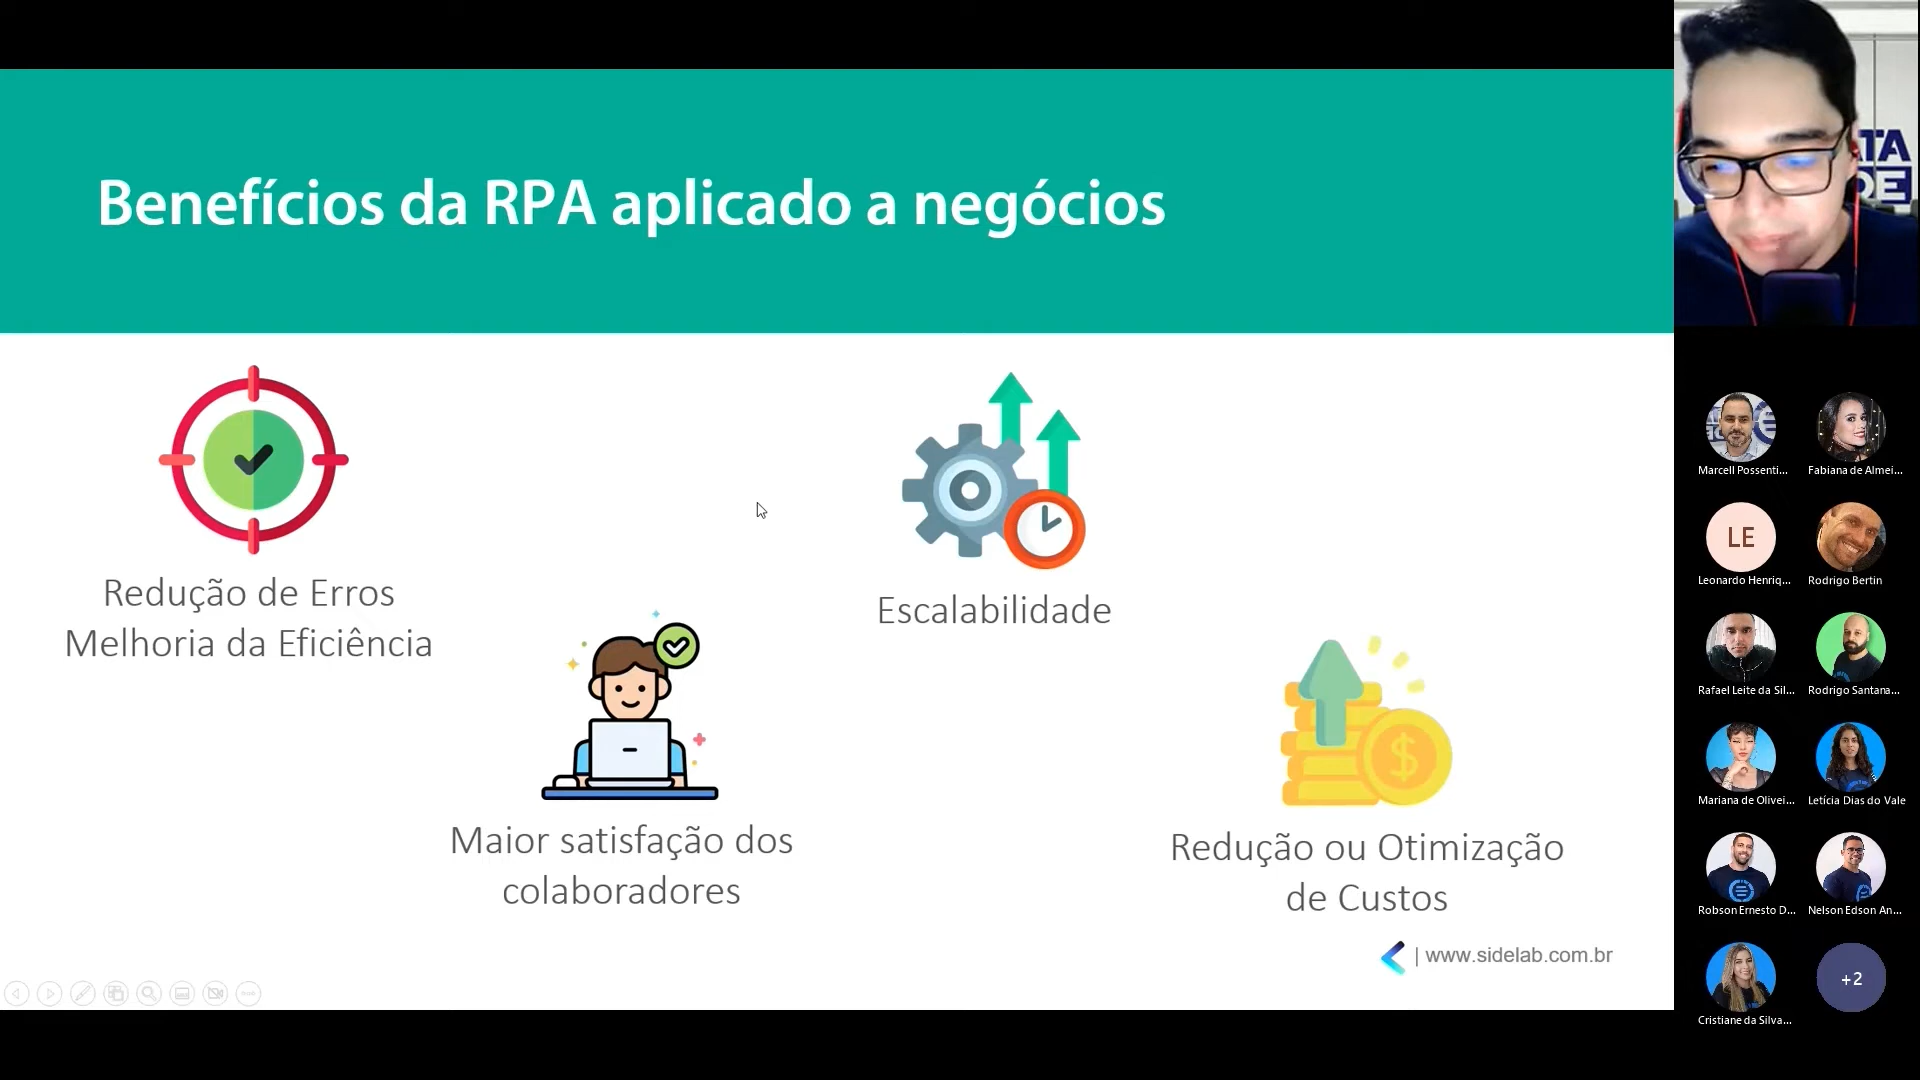 Benefícios da RPA aplicado a negócios
Redução de Erros
Melhoria da Eficiência
Maior satisfação dos
colaboradores
Escalabilidade
Redução ou Otimização
de Custos
| www.sidelab.com.br
Marcell Possenti...
Fabiana de Almei...
LE
Leonardo Henriq...
Rodrigo Bertin
Rafael Leite da Sil...
Rodrigo Santana...
Mariana de Olivei...
Letícia Dias do Vale
Robson Ernesto D...
Nelson Edson An...
Cristiane da Silva...
+2